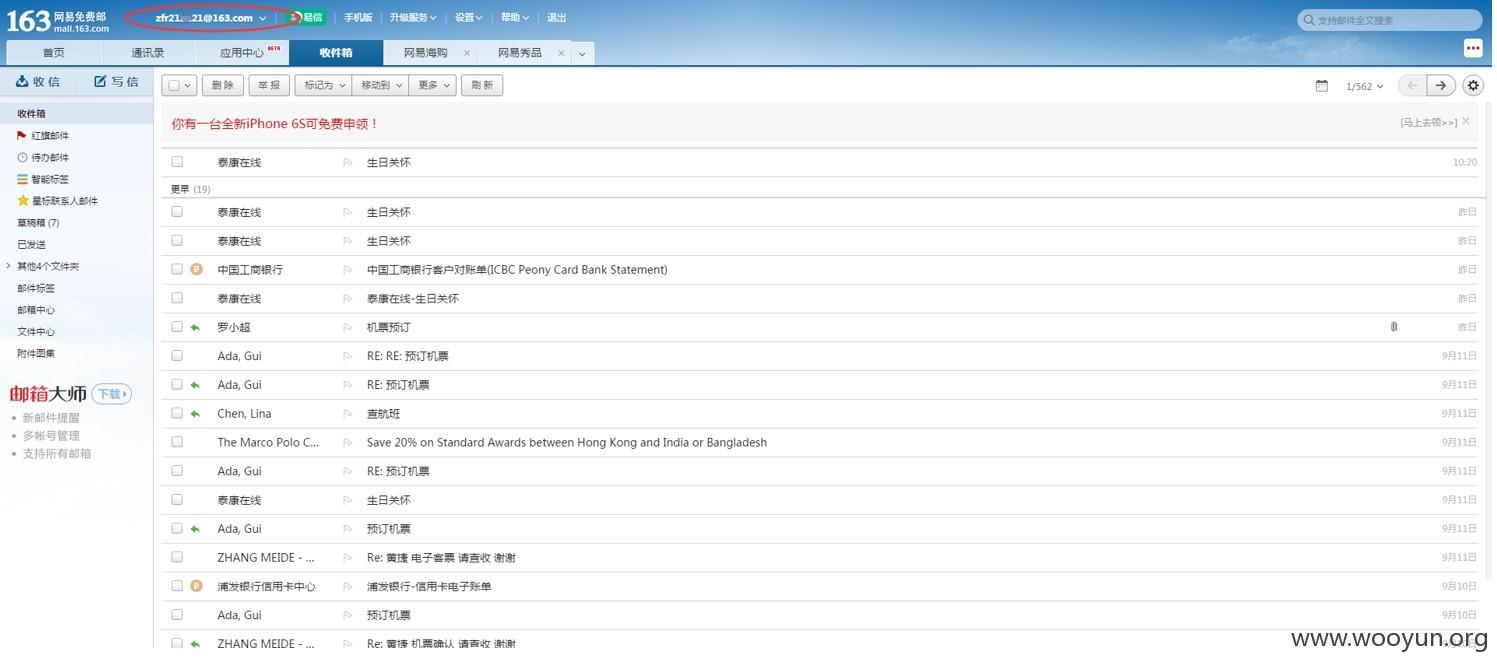 163 网易免费邮 mail.163.com zfr21 21@163.com 易信 手机版 升级服务 设置 帮助 退出 支持邮件全文搜索
首页 通讯录 应用中心 BETA 收件箱 网易海购 × 网易秀品 ×
收信 写信 删除 举报 标记为 移动到 更多 刷新 1/562
收件箱
红旗邮件
待办邮件
智能标签
星标联系人邮件
草稿箱 (7)
已发送
其他4个文件夹
邮件标签
邮箱中心
文件中心
附件图集
邮箱大师 下载
新邮件提醒
多帐号管理
支持所有邮箱
你有一台全新iPhone 6S可免费申领！ [马上去领>>] ×
泰康在线 生日关怀 10:20
更早 (19)
泰康在线 生日关怀 昨日
泰康在线 生日关怀 昨日
中国工商银行 中国工商银行客户对账单(ICBC Peony Card Bank Statement) 昨日
泰康在线 泰康在线-生日关怀 昨日
罗小超 机票预订 昨日
Ada, Gui RE: RE: 预订机票 9月11日
Ada, Gui RE: 预订机票 9月11日
Chen, Lina 查航班 9月11日
The Marco Polo C... Save 20% on Standard Awards between Hong Kong and India or Bangladesh 9月11日
Ada, Gui RE: 预订机票 9月11日
泰康在线 生日关怀 9月11日
Ada, Gui 预订机票 9月11日
ZHANG MEIDE - ... Re: 黄捷 电子客票 请查收 谢谢 9月11日
浦发银行信用卡中心 浦发银行-信用卡电子账单 9月10日
Ada, Gui 预订机票 9月10日
ZHANG MEIDE - ... Re: 黄捷 机票确认 请查收 谢谢
www.wooyun.org